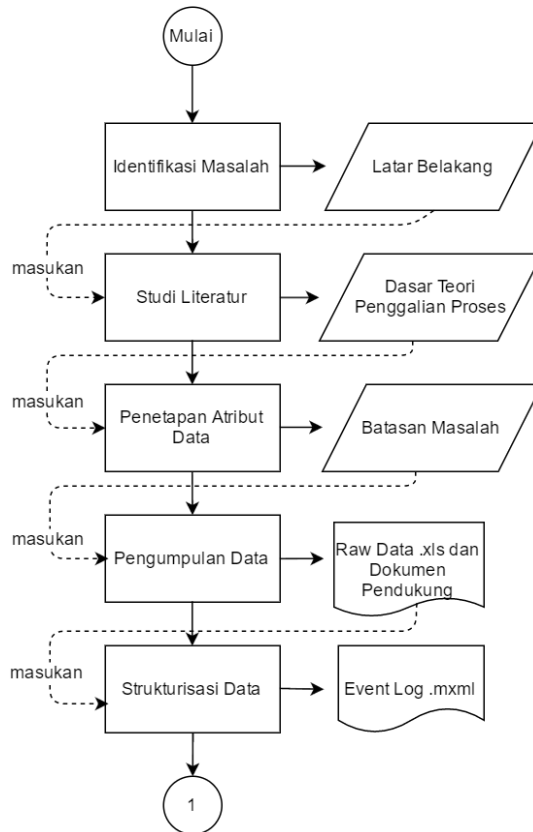 Mulai
Identifikasi Masalah
Latar Belakang
masukan
Studi Literatur
Dasar Teori
Penggalian Proses
masukan
Penetapan Atribut
Data
Batasan Masalah
masukan
Pengumpulan Data
Raw Data .xls dan
Dokumen
Pendukung
masukan
Strukturisasi Data
Event Log .mxml
1